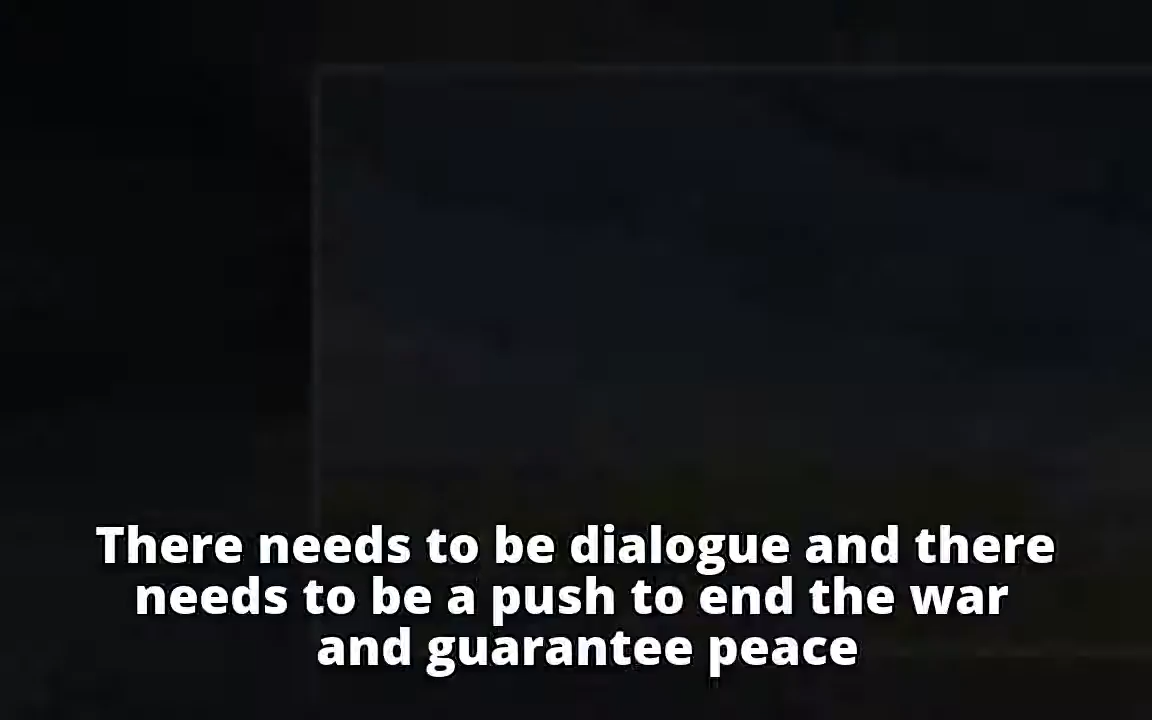 There needs to be dialogue and there
needs to be a push to end the war
and guarantee peace